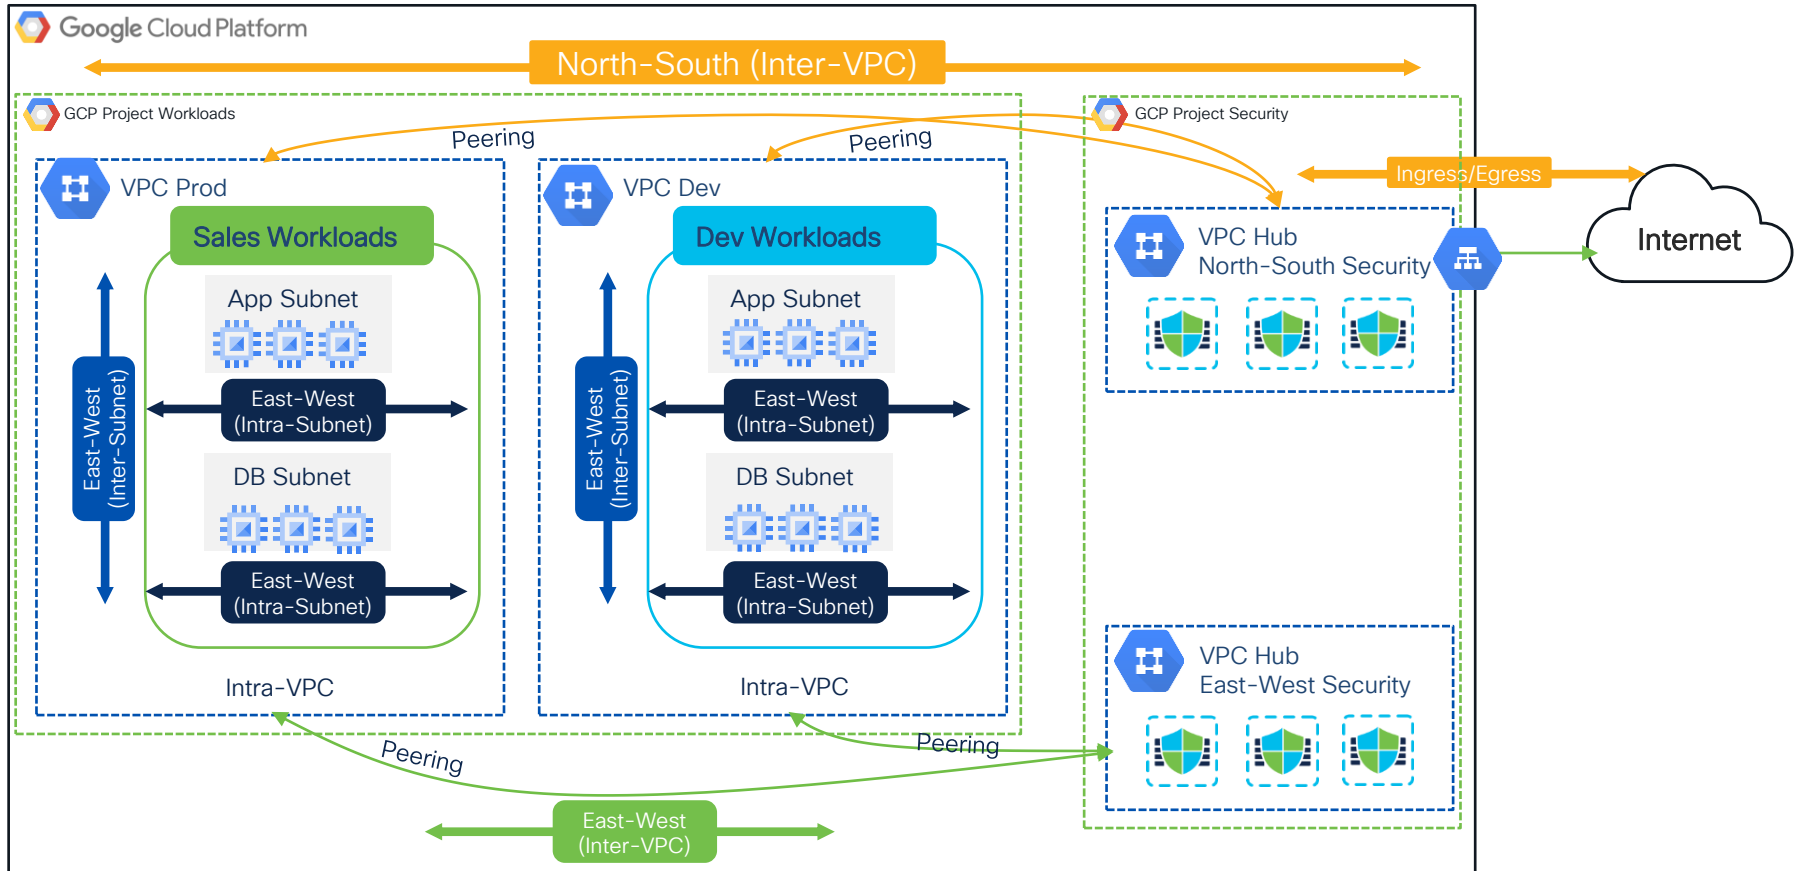 Google Cloud Platform
North-South (Inter-VPC)
GCP Project Workloads
GCP Project Security
Peering
Peering
Ingress/Egress
VPC Prod
VPC Dev
Sales Workloads
Dev Workloads
VPC Hub
North-South Security
Internet
App Subnet
App Subnet
East-West
(Inter-Subnet)
East-West
(Intra-Subnet)
East-West
(Inter-Subnet)
East-West
(Intra-Subnet)
DB Subnet
DB Subnet
East-West
(Intra-Subnet)
East-West
(Intra-Subnet)
VPC Hub
East-West Security
Intra-VPC
Intra-VPC
Peering
Peering
East-West
(Inter-VPC)